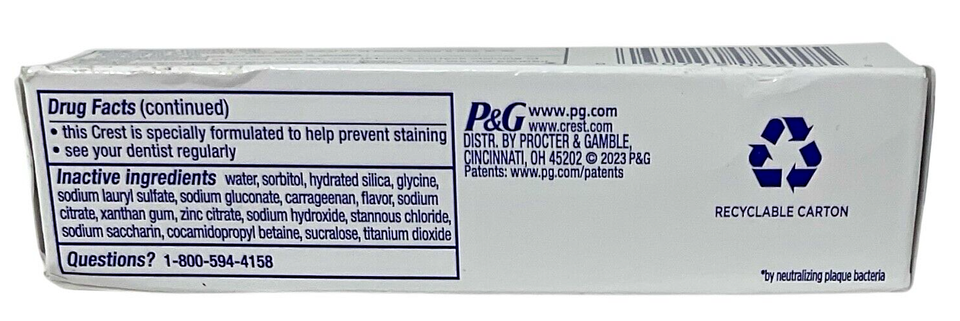 Drug Facts (continued)
• this Crest is specially formulated to help prevent staining
• see your dentist regularly
Inactive ingredients water, sorbitol, hydrated silica, glycine,
sodium lauryl sulfate, sodium gluconate, carrageenan, flavor, sodium
citrate, xanthan gum, zinc citrate, sodium hydroxide, stannous chloride,
sodium saccharin, cocamidopropyl betaine, sucralose, titanium dioxide
Questions? 1-800-594-4158
P&G www.pg.com
www.crest.com
DISTR. BY PROCTER & GAMBLE,
CINCINNATI, OH 45202 © 2023 P&G
Patents: www.pg.com/patents
RECYCLABLE CARTON
*by neutralizing plaque bacteria